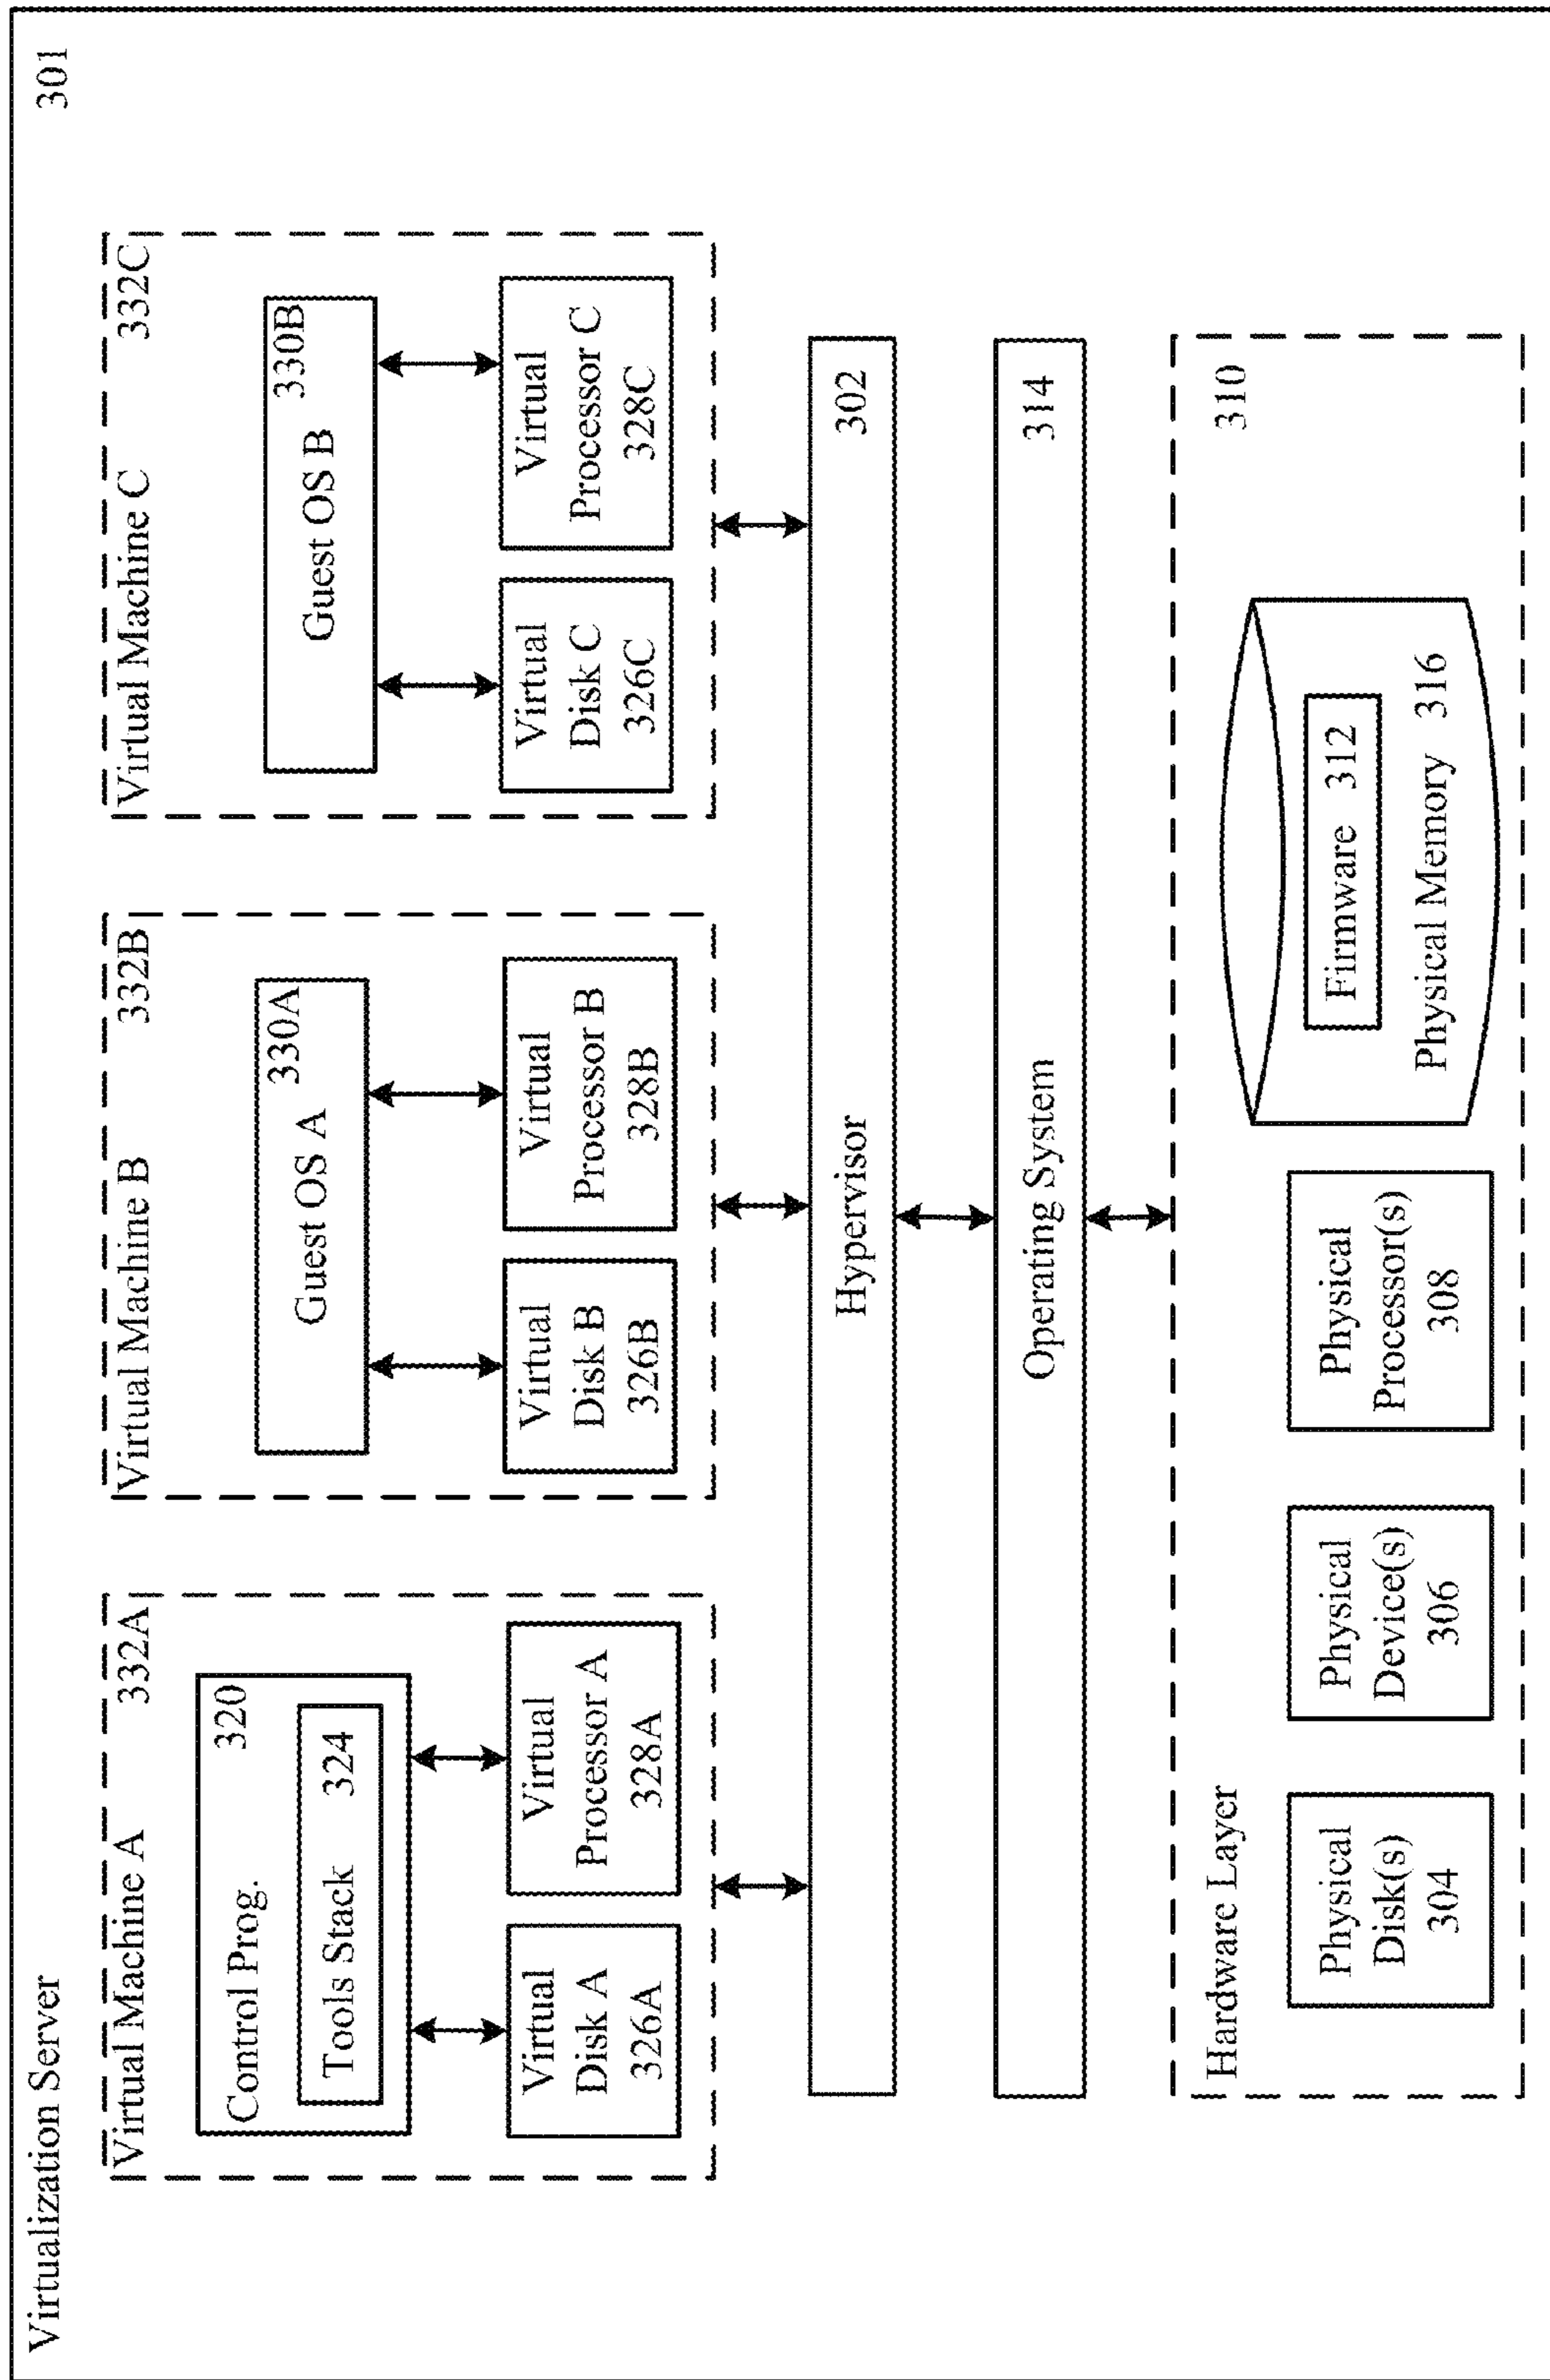 Virtualization Server
301
Virtual Machine A 332A
Control Prog. 320
Tools Stack 324
Virtual
Disk A
326A
Virtual
Processor A
328A
Virtual Machine B 332B
330A
Guest OS A
Virtual
Disk B
326B
Virtual
Processor B
328B
Virtual Machine C 332C
330B
Guest OS B
Virtual
Disk C
326C
Virtual
Processor C
328C
Hypervisor 302
Operating System 314
Hardware Layer 310
Physical
Disk(s)
304
Physical
Device(s)
306
Physical
Processor(s)
308
Firmware 312
Physical Memory 316